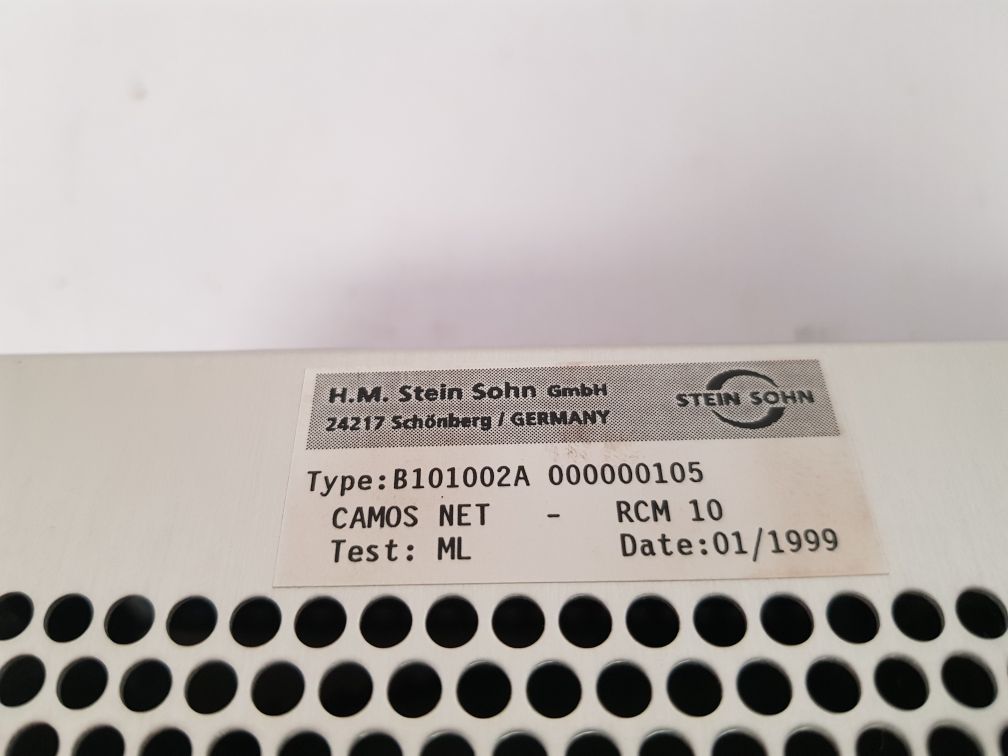 H.M. Stein Sohn GmbH
24217 Schönberg / GERMANY
STEIN SOHN
Type:B101002A 000000105
CAMOS NET - RCM 10
Test: ML Date:01/1999